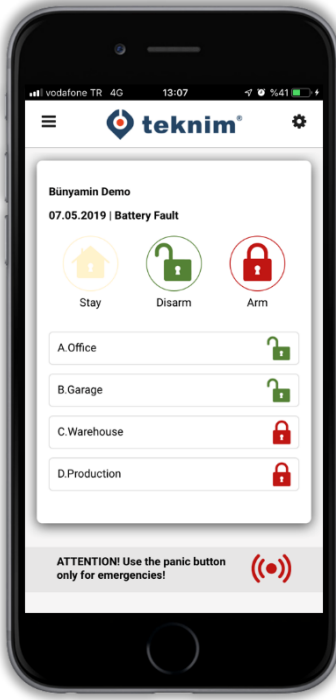 vodafone TR 4G 13:07 %41
teknim®
Bünyamin Demo
07.05.2019 | Battery Fault
Stay Disarm Arm
A.Office
B.Garage
C.Warehouse
D.Production
ATTENTION! Use the panic button
only for emergencies!